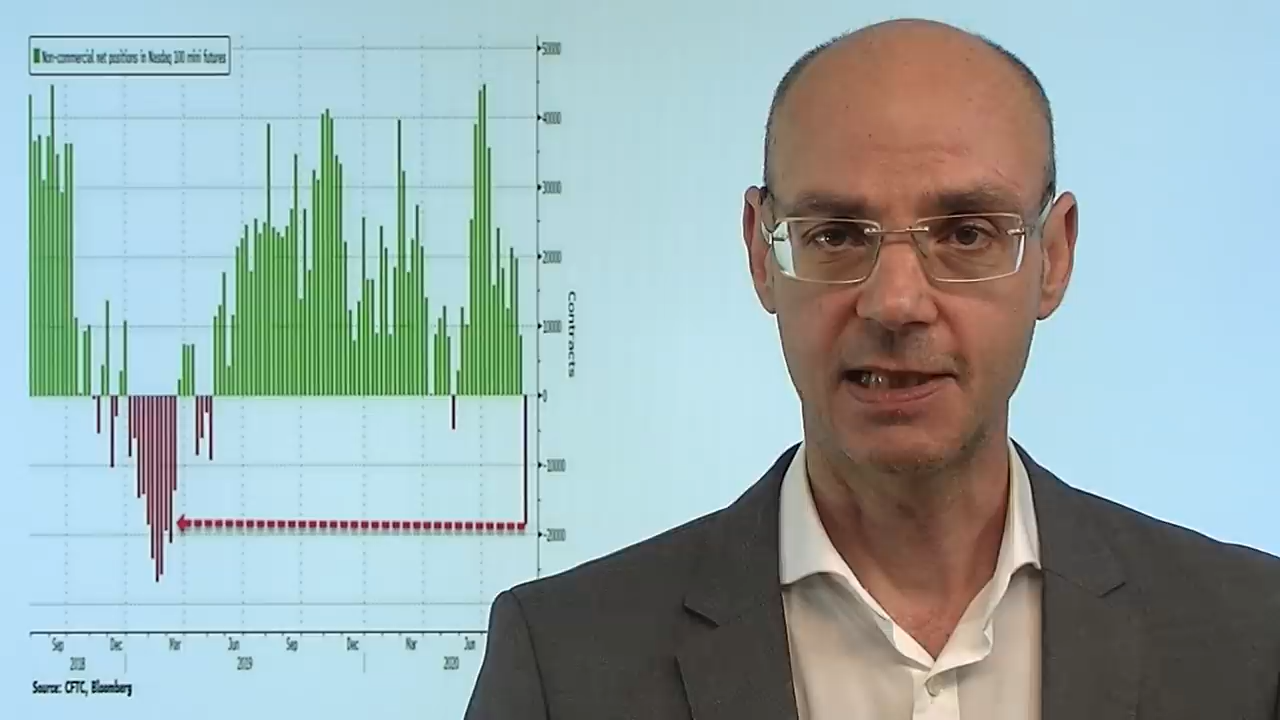 Non-commercial net positions in Nasdaq 100 mini futures
50000
40000
30000
20000
10000
0
-10000
-20000
Contracts
Sep Dec Mar Jun Sep Dec Mar Jun
2018 2019 2020
Source: CFTC, Bloomberg